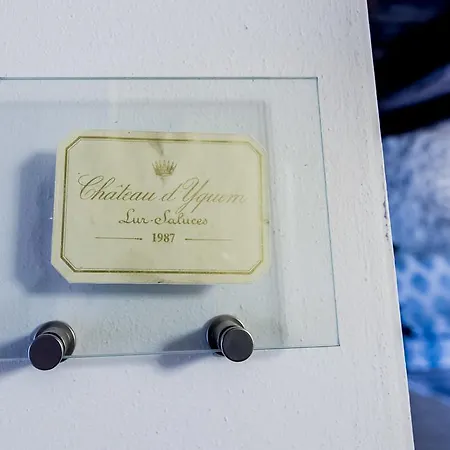 Château d'Yquem
Lur-Saluces
1987